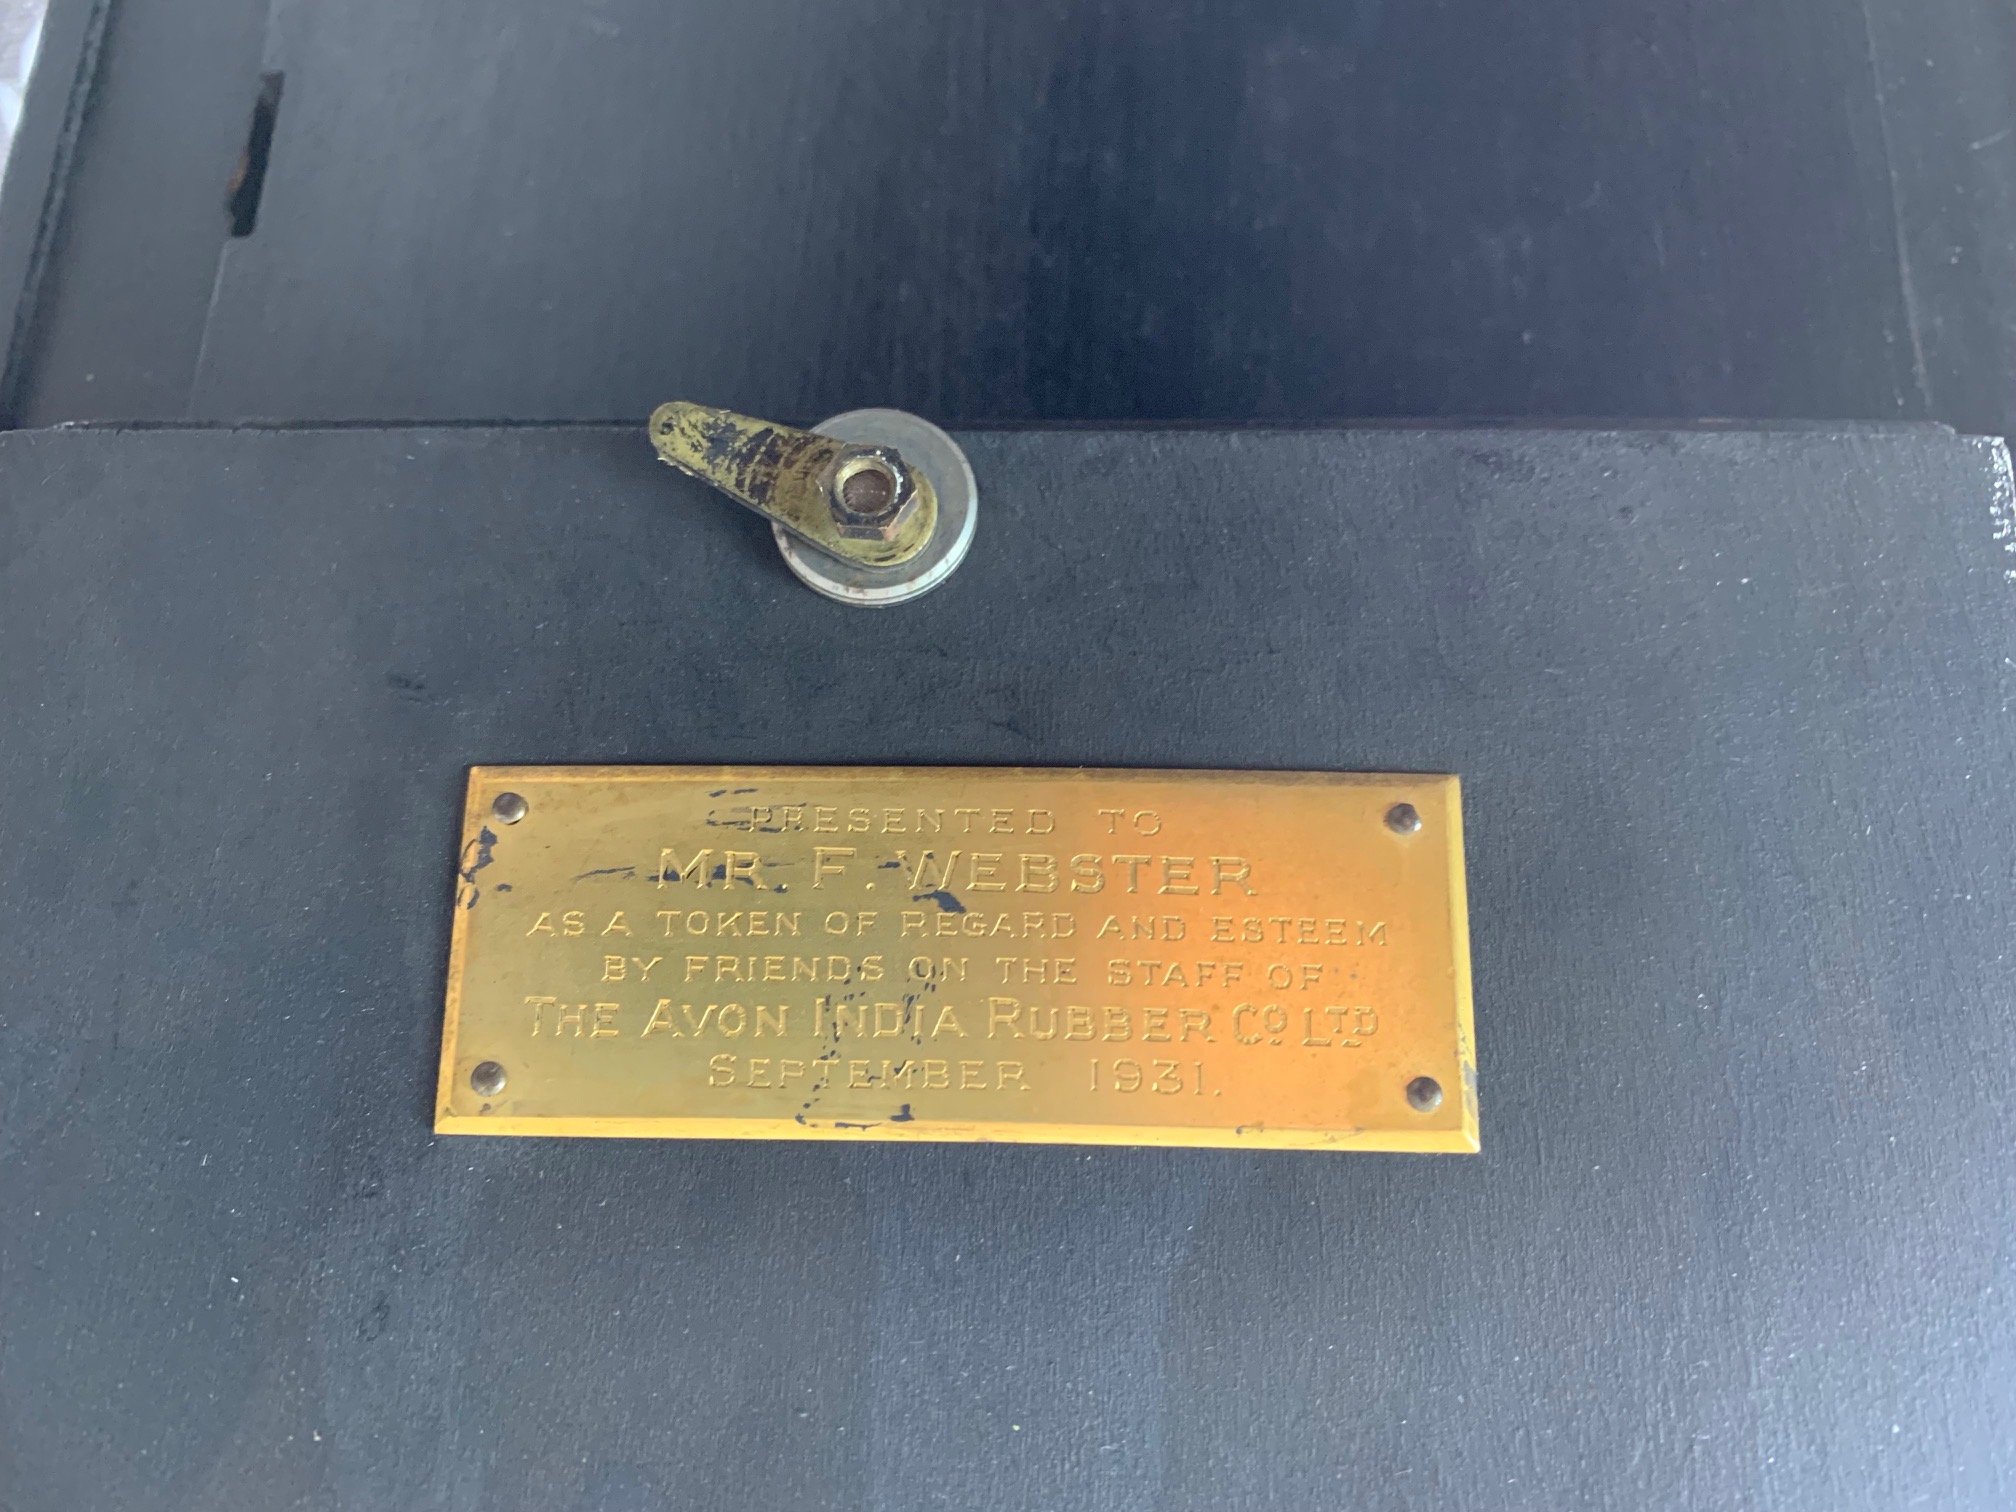 PRESENTED TO
MR. F. WEBSTER
AS A TOKEN OF REGARD AND ESTEEM
BY FRIENDS ON THE STAFF OF
THE AVON INDIA RUBBER CO LTD
SEPTEMBER 1931.